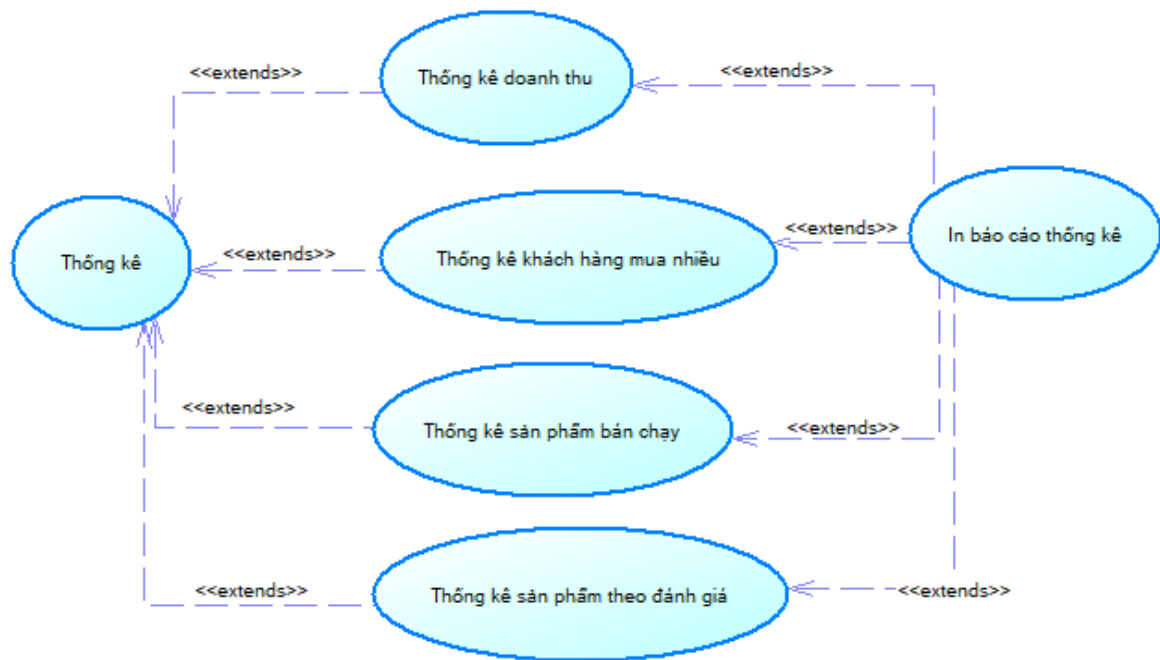 <<extends>>
Thống kê doanh thu
<<extends>>
Thống kê
<<extends>>
Thống kê khách hàng mua nhiều
<<extends>>
In báo cáo thống kê
<<extends>>
Thống kê sản phẩm bán chạy
<<extends>>
<<extends>>
Thống kê sản phẩm theo đánh giá
<<extends>>